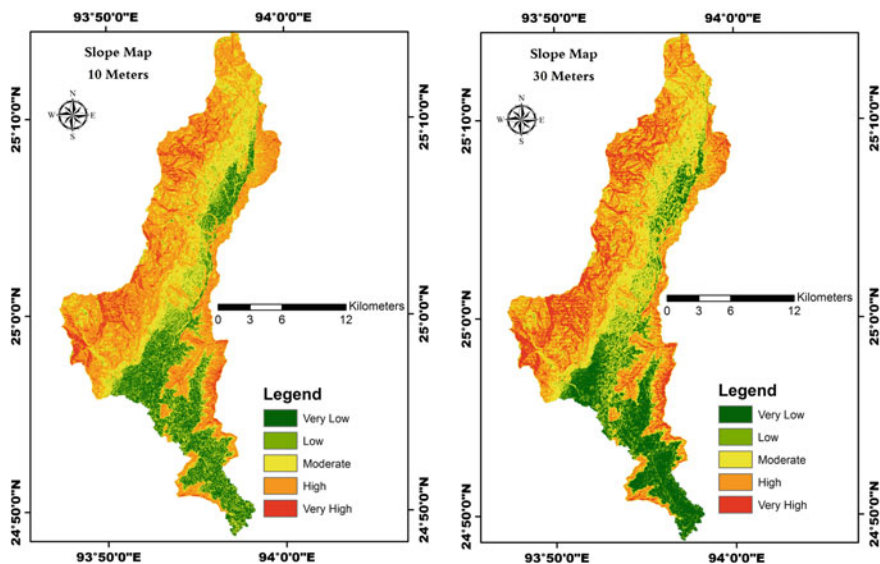 93°50'0"E 94°0'0"E
Slope Map
10 Meters
N
W E
S
25°10'0"N
25°10'0"N
Kilometers
0 3 6 12
25°0'0"N
25°0'0"N
Legend
Very Low
Low
Moderate
High
Very High
24°50'0"N
24°50'0"N
93°50'0"E 94°0'0"E
93°50'0"E 94°0'0"E
Slope Map
30 Meters
N
W E
S
25°10'0"N
25°10'0"N
Kilometers
0 3 6 12
25°0'0"N
25°0'0"N
Legend
Very Low
Low
Moderate
High
Very High
24°50'0"N
24°50'0"N
93°50'0"E 94°0'0"E